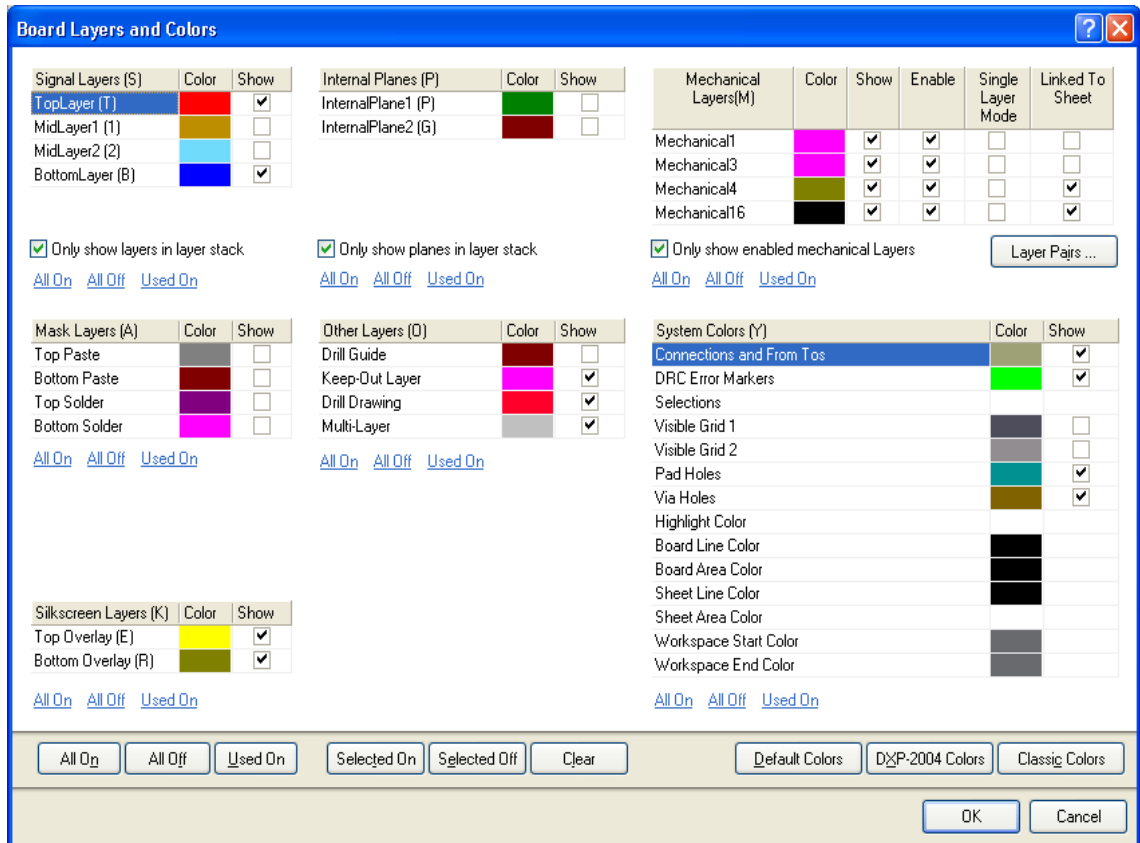 Board Layers and Colors
Signal Layers (S) Color Show
TopLayer (T)
MidLayer1 (1)
MidLayer2 (2)
BottomLayer (B)
Only show layers in layer stack
All On All Off Used On
Internal Planes (P) Color Show
InternalPlane1 (P)
InternalPlane2 (G)
Only show planes in layer stack
All On All Off Used On
Mechanical Layers(M) Color Show Enable Single Layer Mode Linked To Sheet
Mechanical1
Mechanical3
Mechanical4
Mechanical16
Only show enabled mechanical Layers
Layer Pairs ...
All On All Off Used On
Mask Layers (A) Color Show
Top Paste
Bottom Paste
Top Solder
Bottom Solder
All On All Off Used On
Other Layers (O) Color Show
Drill Guide
Keep-Out Layer
Drill Drawing
Multi-Layer
All On All Off Used On
System Colors (Y) Color Show
Connections and From Tos
DRC Error Markers
Selections
Visible Grid 1
Visible Grid 2
Pad Holes
Via Holes
Highlight Color
Board Line Color
Board Area Color
Sheet Line Color
Sheet Area Color
Workspace Start Color
Workspace End Color
All On All Off Used On
Silkscreen Layers (K) Color Show
Top Overlay (E)
Bottom Overlay (R)
All On All Off Used On
All On All Off Used On Selected On Selected Off Clear Default Colors DXP-2004 Colors Classic Colors
OK Cancel